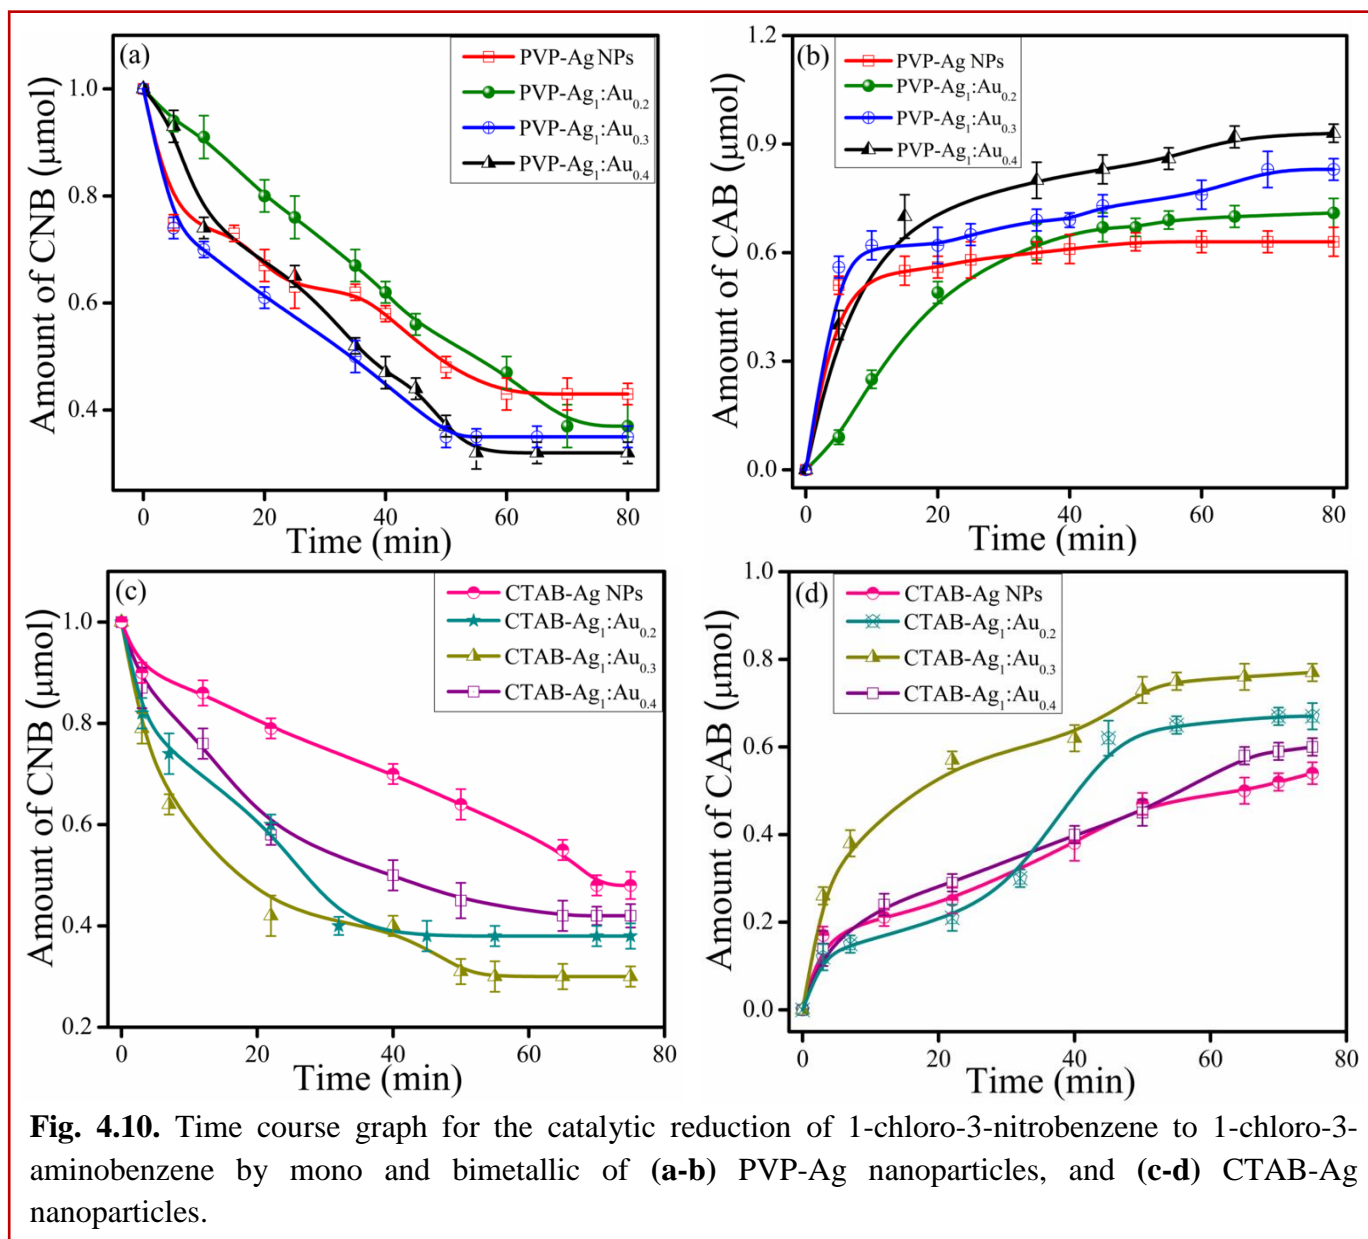 (a)
PVP-Ag NPs
PVP-Ag₁:Au₀.₂
PVP-Ag₁:Au₀.₃
PVP-Ag₁:Au₀.₄
Amount of CNB (μmol)
1.0
0.8
0.6
0.4
0 20 40 60 80
Time (min)
(b)
PVP-Ag NPs
PVP-Ag₁:Au₀.₂
PVP-Ag₁:Au₀.₃
PVP-Ag₁:Au₀.₄
Amount of CAB (μmol)
1.2
0.9
0.6
0.3
0.0
0 20 40 60 80
Time (min)
(c)
CTAB-Ag NPs
CTAB-Ag₁:Au₀.₂
CTAB-Ag₁:Au₀.₃
CTAB-Ag₁:Au₀.₄
Amount of CNB (μmol)
1.0
0.8
0.6
0.4
0.2
0 20 40 60 80
Time (min)
(d)
CTAB-Ag NPs
CTAB-Ag₁:Au₀.₂
CTAB-Ag₁:Au₀.₃
CTAB-Ag₁:Au₀.₄
Amount of CAB (μmol)
1.0
0.8
0.6
0.4
0.2
0.0
0 20 40 60 80
Time (min)
Fig. 4.10. Time course graph for the catalytic reduction of 1-chloro-3-nitrobenzene to 1-chloro-3-
aminobenzene by mono and bimetallic of (a-b) PVP-Ag nanoparticles, and (c-d) CTAB-Ag
nanoparticles.